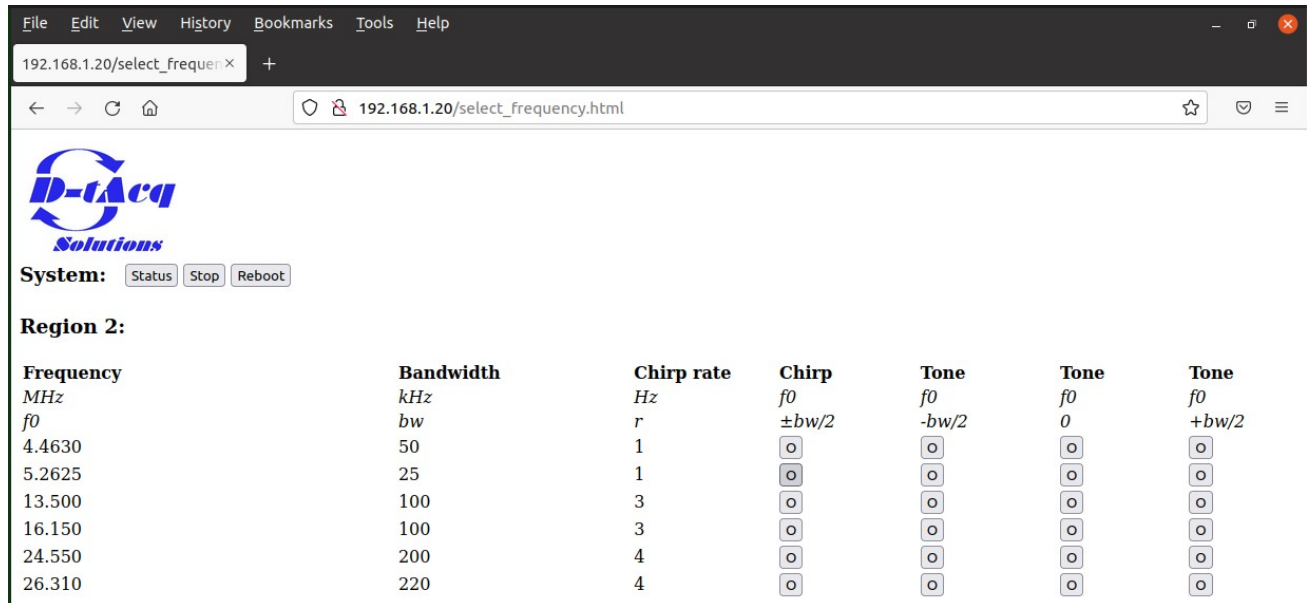 File Edit View History Bookmarks Tools Help
192.168.1.20/select_frequen
192.168.1.20/select_frequency.html
D-tAcq
Solutions
System: Status Stop Reboot
Region 2:
Frequency Bandwidth Chirp rate Chirp Tone Tone Tone
MHz kHz Hz f0 f0 f0 f0
f0 bw r ±bw/2 -bw/2 0 +bw/2
4.4630 50 1 O O O O
5.2625 25 1 O O O O
13.500 100 3 O O O O
16.150 100 3 O O O O
24.550 200 4 O O O O
26.310 220 4 O O O O